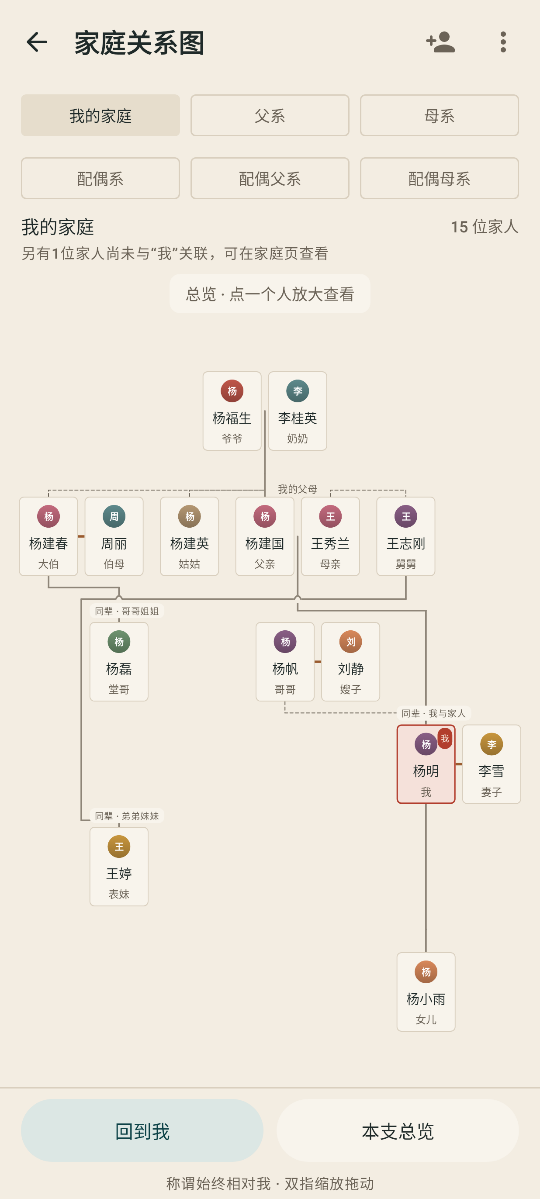 家庭关系图
我的家庭
父系
母系
配偶系
配偶父系
配偶母系
我的家庭
15 位家人
另有1位家人尚未与“我”关联，可在家庭页查看
总览 · 点一个人放大查看
杨
杨福生
爷爷
李
李桂英
奶奶
我的父母
杨
杨建春
大伯
周
周丽
伯母
杨
杨建英
姑姑
杨
杨建国
父亲
王
王秀兰
母亲
王
王志刚
舅舅
同辈 · 哥哥姐姐
杨
杨磊
堂哥
杨
杨帆
哥哥
刘
刘静
嫂子
同辈 · 我与家人
杨
我
杨明
我
李
李雪
妻子
同辈 · 弟弟妹妹
王
王婷
表妹
杨
杨小雨
女儿
回到我
本支总览
称谓始终相对我 · 双指缩放拖动